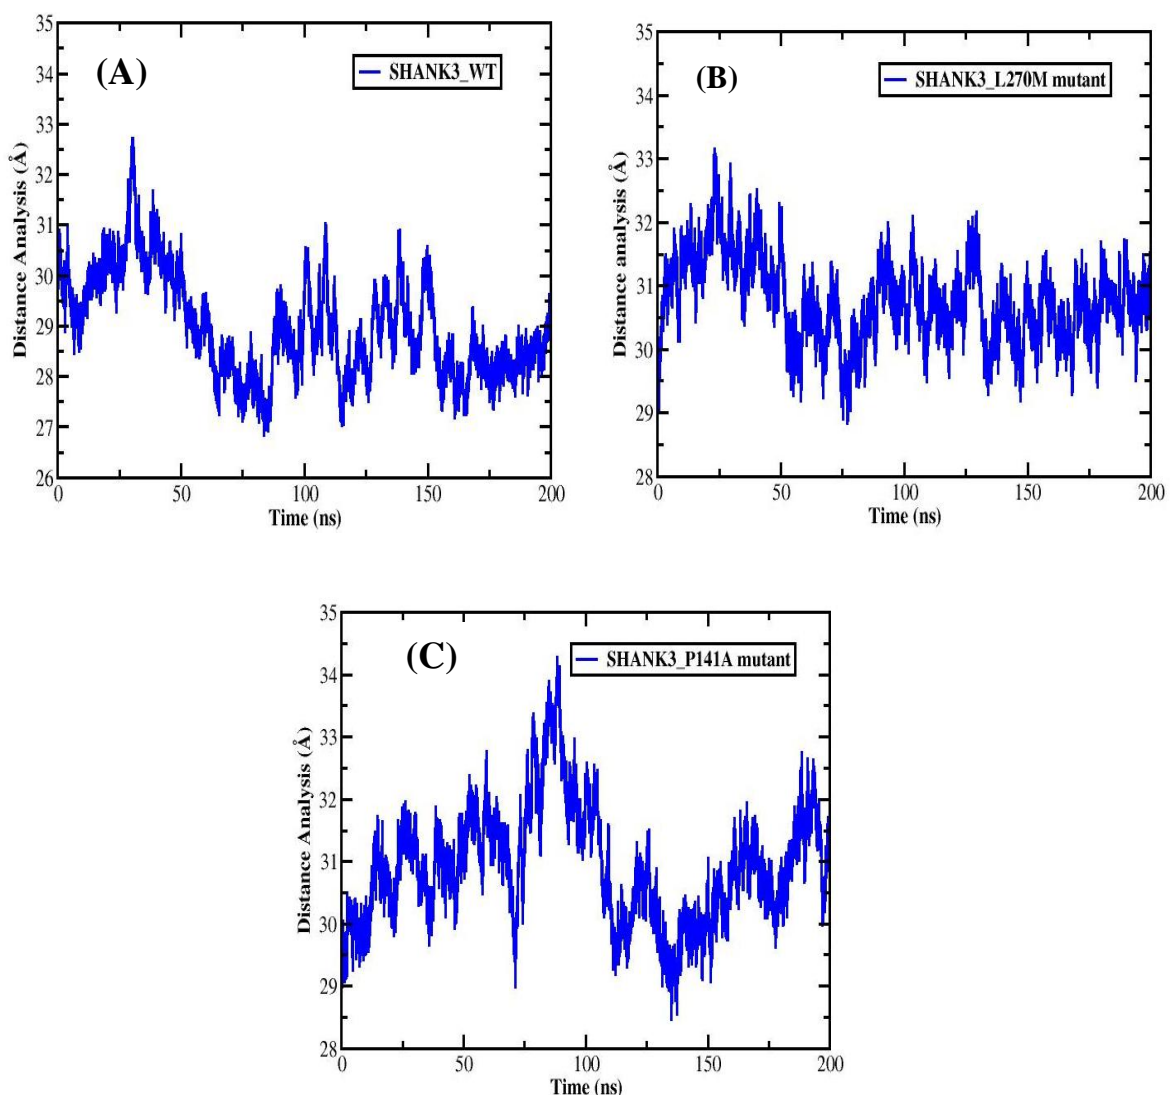 (A)
SHANK3_WT
Distance Analysis (Å)
35
34
33
32
31
30
29
28
27
26
0 50 100 150 200
Time (ns)
(B)
SHANK3_L270M mutant
Distance analysis (Å)
35
34
33
32
31
30
29
28
0 50 100 150 200
Time (ns)
(C)
SHANK3_P141A mutant
Distance Analysis (Å)
35
34
33
32
31
30
29
28
0 50 100 150 200
Time (ns)